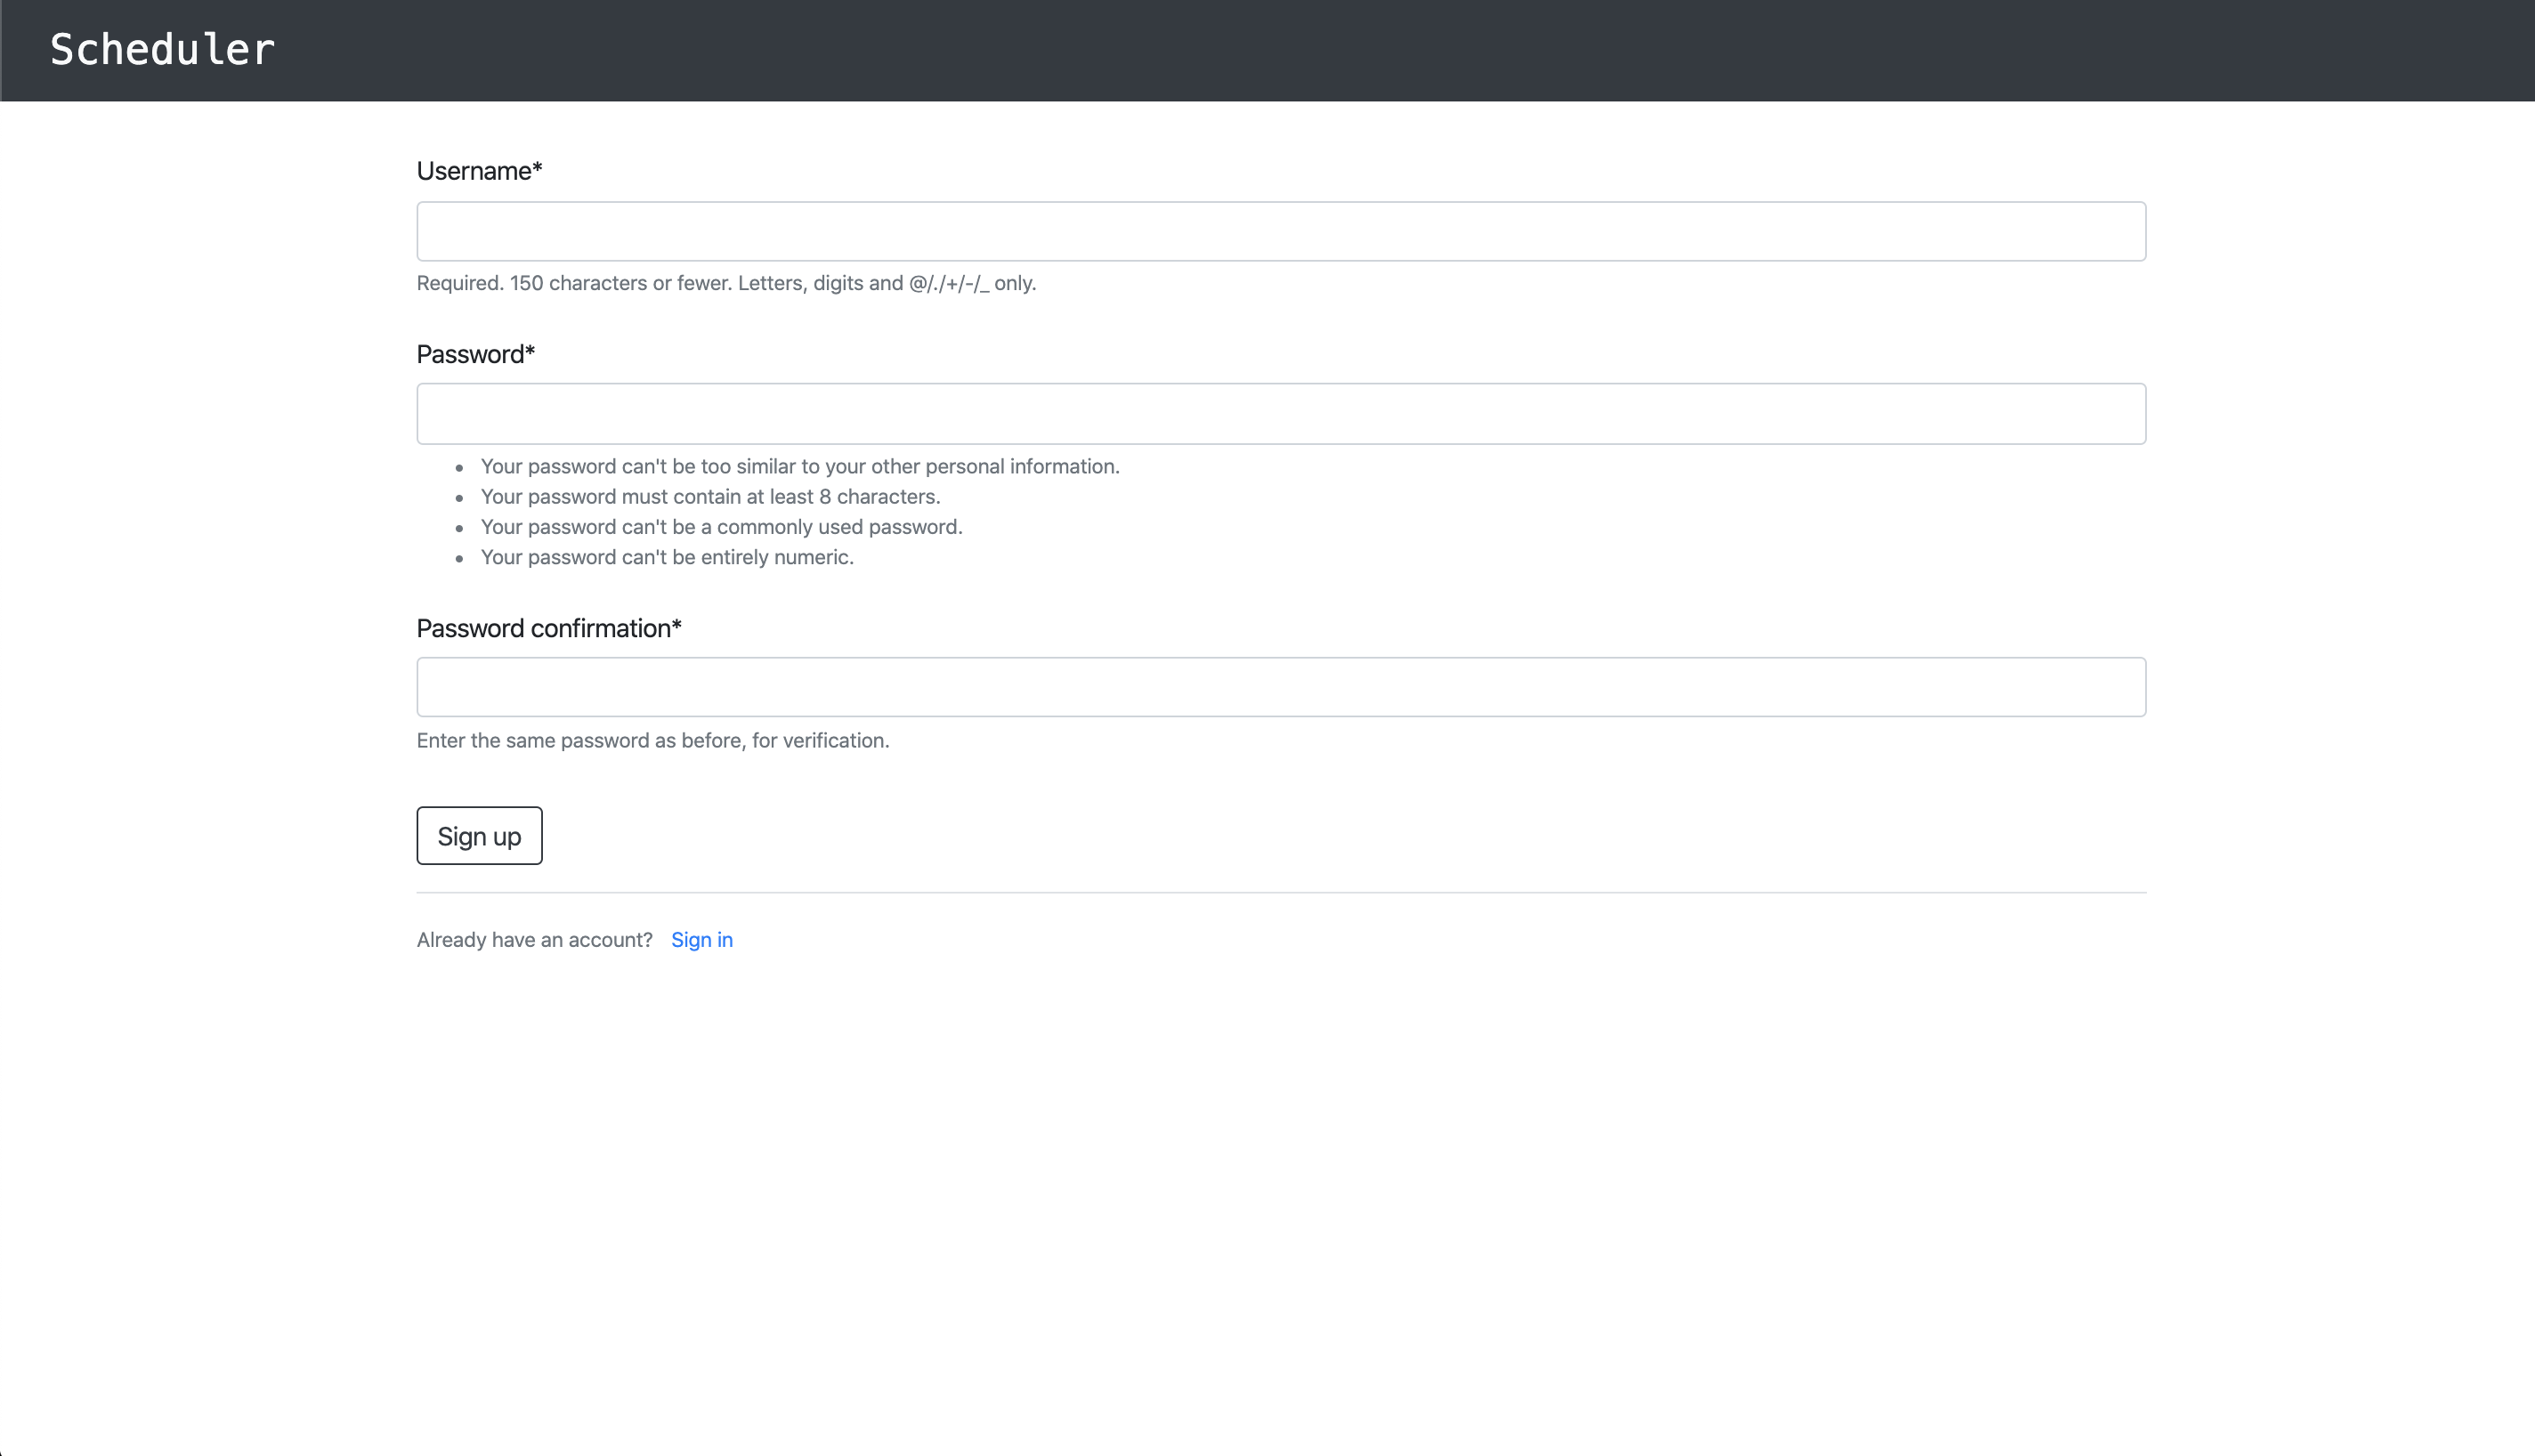 Scheduler
Username*
Required. 150 characters or fewer. Letters, digits and @/./+/-/_ only.
Password*
Your password can't be too similar to your other personal information.
Your password must contain at least 8 characters.
Your password can't be a commonly used password.
Your password can't be entirely numeric.
Password confirmation*
Enter the same password as before, for verification.
Sign up
Already have an account? Sign in